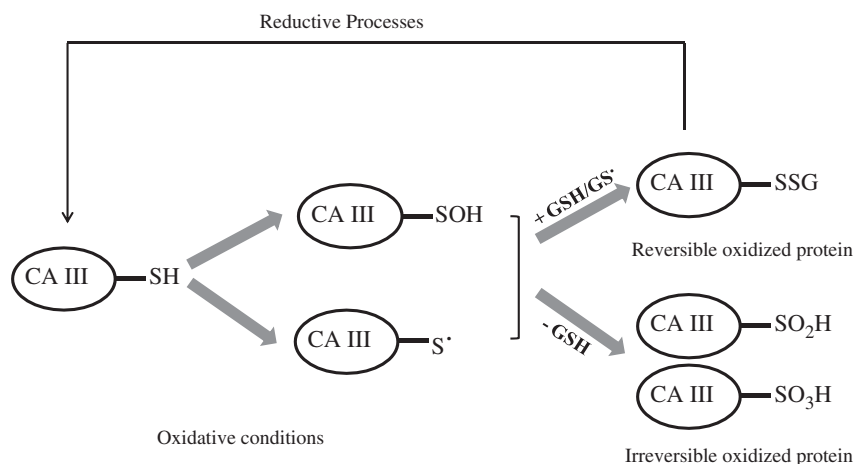 Reductive Processes
CA III
SSG
+GSH/GS•
CA III
SOH
Reversible oxidized protein
CA III
SH
CA III
SO2H
CA III
S•
-GSH
CA III
SO3H
Oxidative conditions
Irreversible oxidized protein